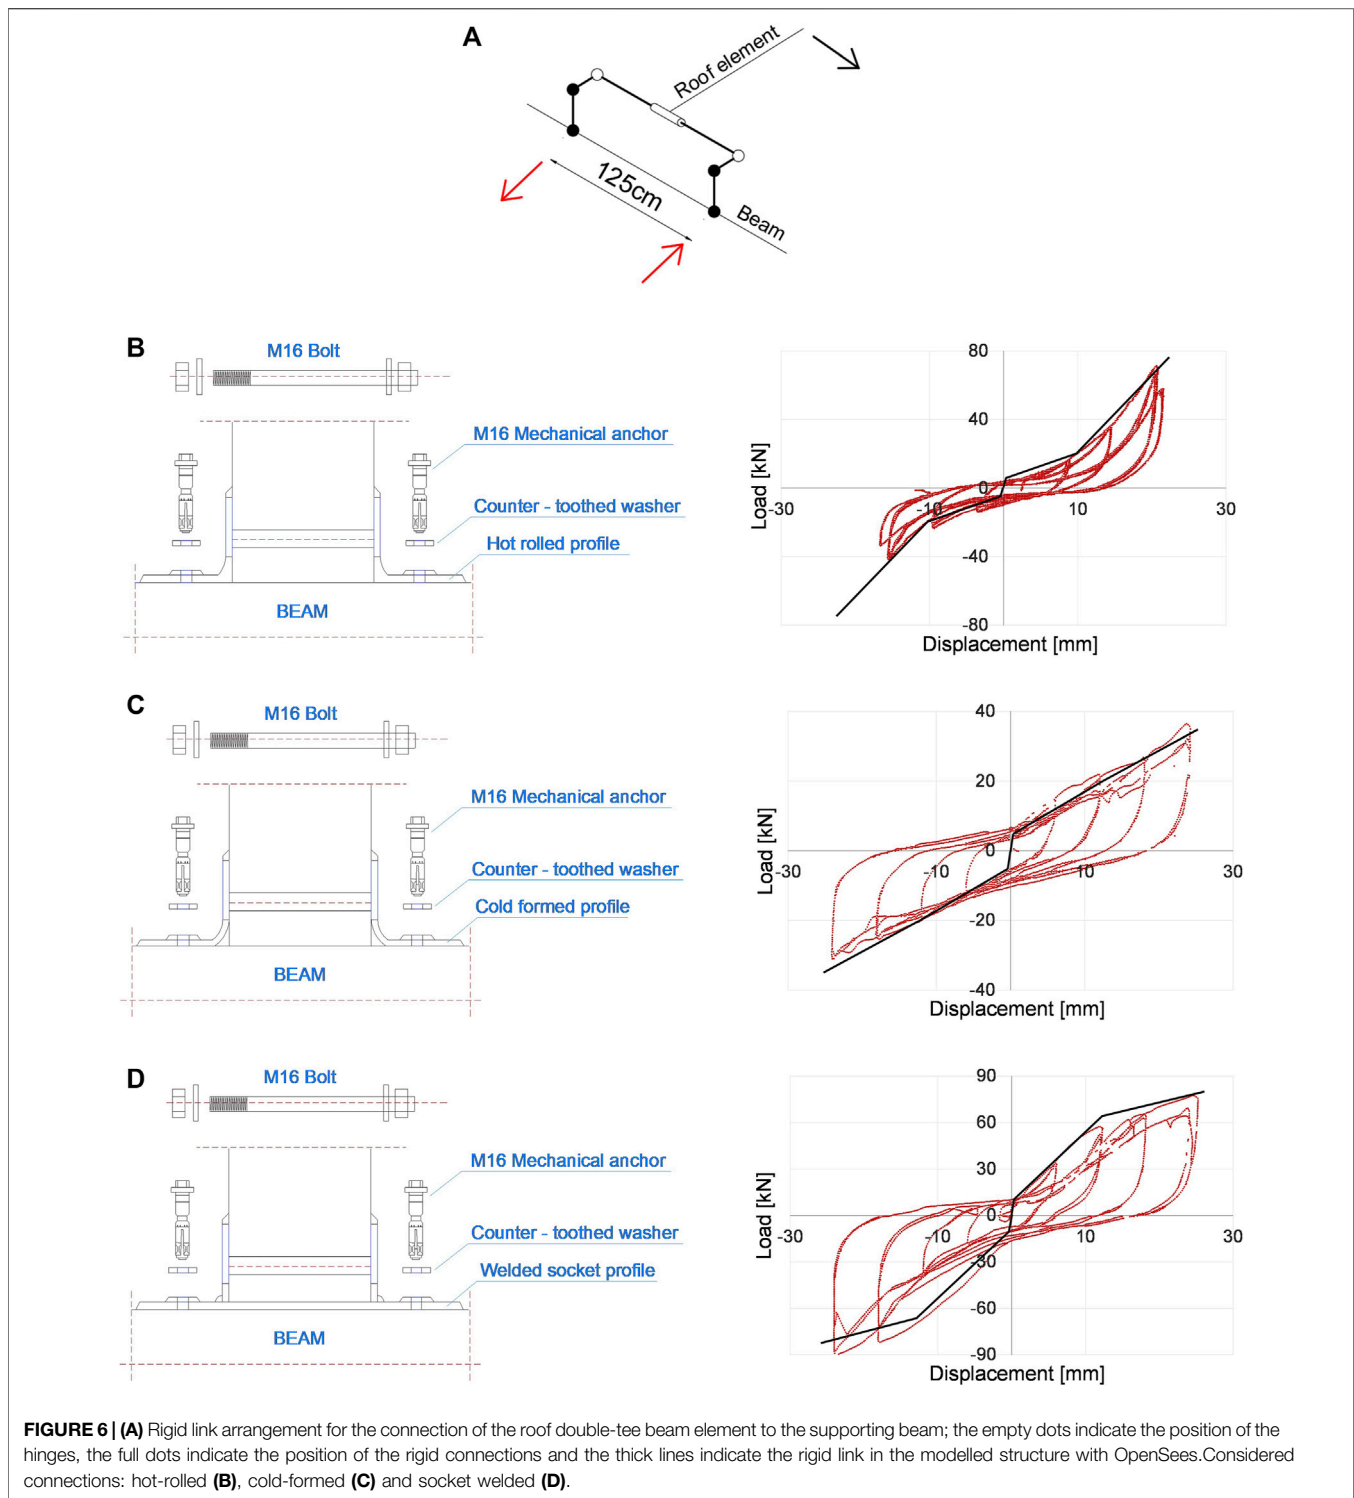 A
Roof element
125cm
Beam
B
M16 Bolt
M16 Mechanical anchor
Counter - toothed washer
Hot rolled profile
BEAM
80
40
0
-40
-80
-30
-10
10
30
Load [kN]
Displacement [mm]
C
M16 Bolt
M16 Mechanical anchor
Counter - toothed washer
Cold formed profile
BEAM
40
20
0
-20
-40
-30
-10
10
30
Load [kN]
Displacement [mm]
D
M16 Bolt
M16 Mechanical anchor
Counter - toothed washer
Welded socket profile
BEAM
90
60
30
0
-30
-60
-90
-30
-10
10
30
Load [kN]
Displacement [mm]
FIGURE 6 | (A) Rigid link arrangement for the connection of the roof double-tee beam element to the supporting beam; the empty dots indicate the position of the
hinges, the full dots indicate the position of the rigid connections and the thick lines indicate the rigid link in the modelled structure with OpenSees.Considered
connections: hot-rolled (B), cold-formed (C) and socket welded (D).